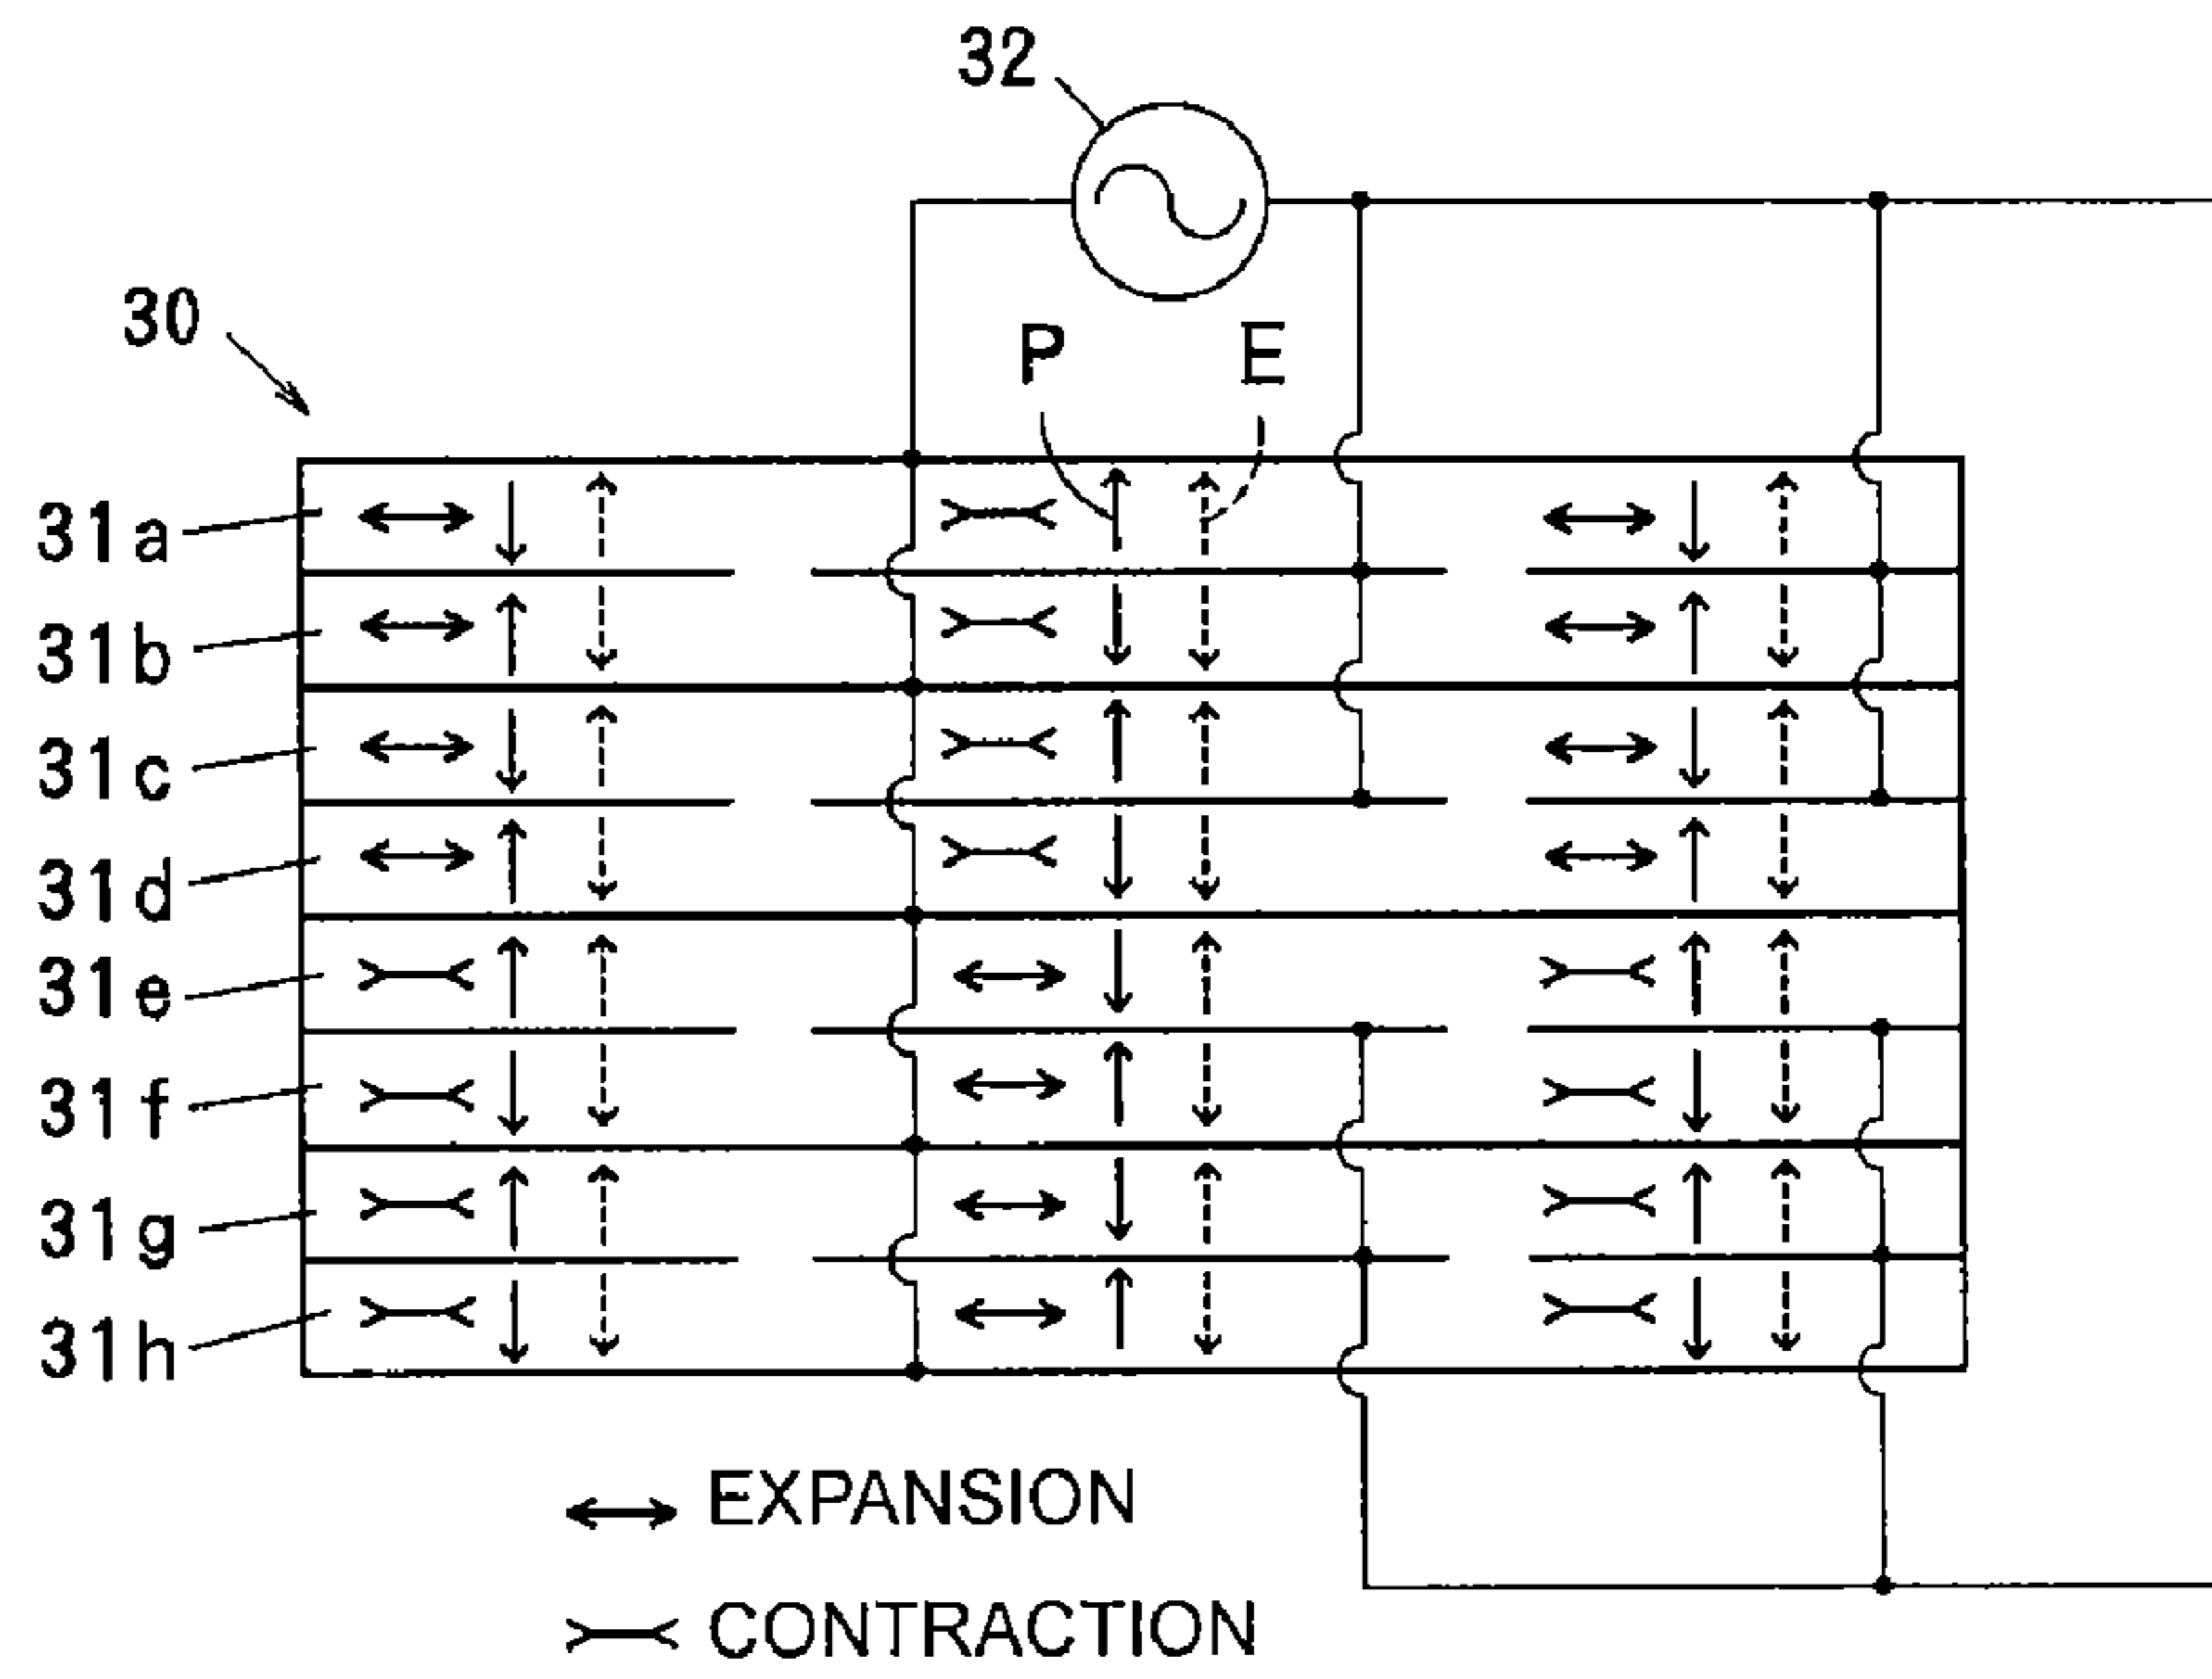 32
30
P E
31a
31b
31c
31d
31e
31f
31g
31h
EXPANSION
CONTRACTION